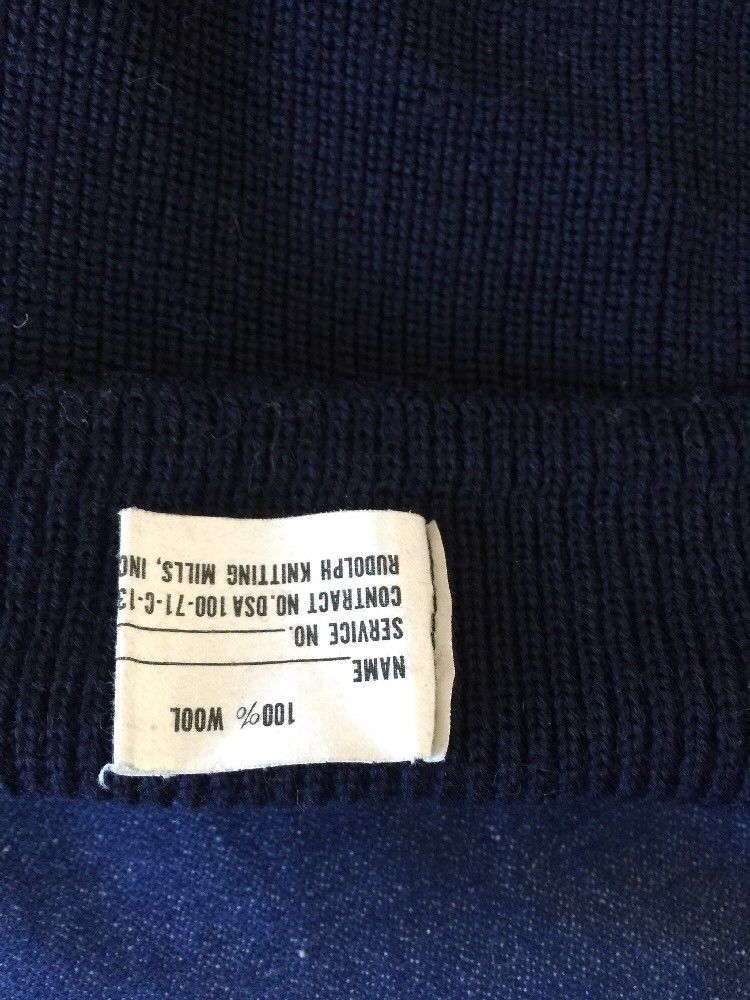 100% WOOL
NAME
SERVICE NO.
CONTRACT NO. DSA 100-71-C-13
RUDOLPH KNITTING MILLS, INC